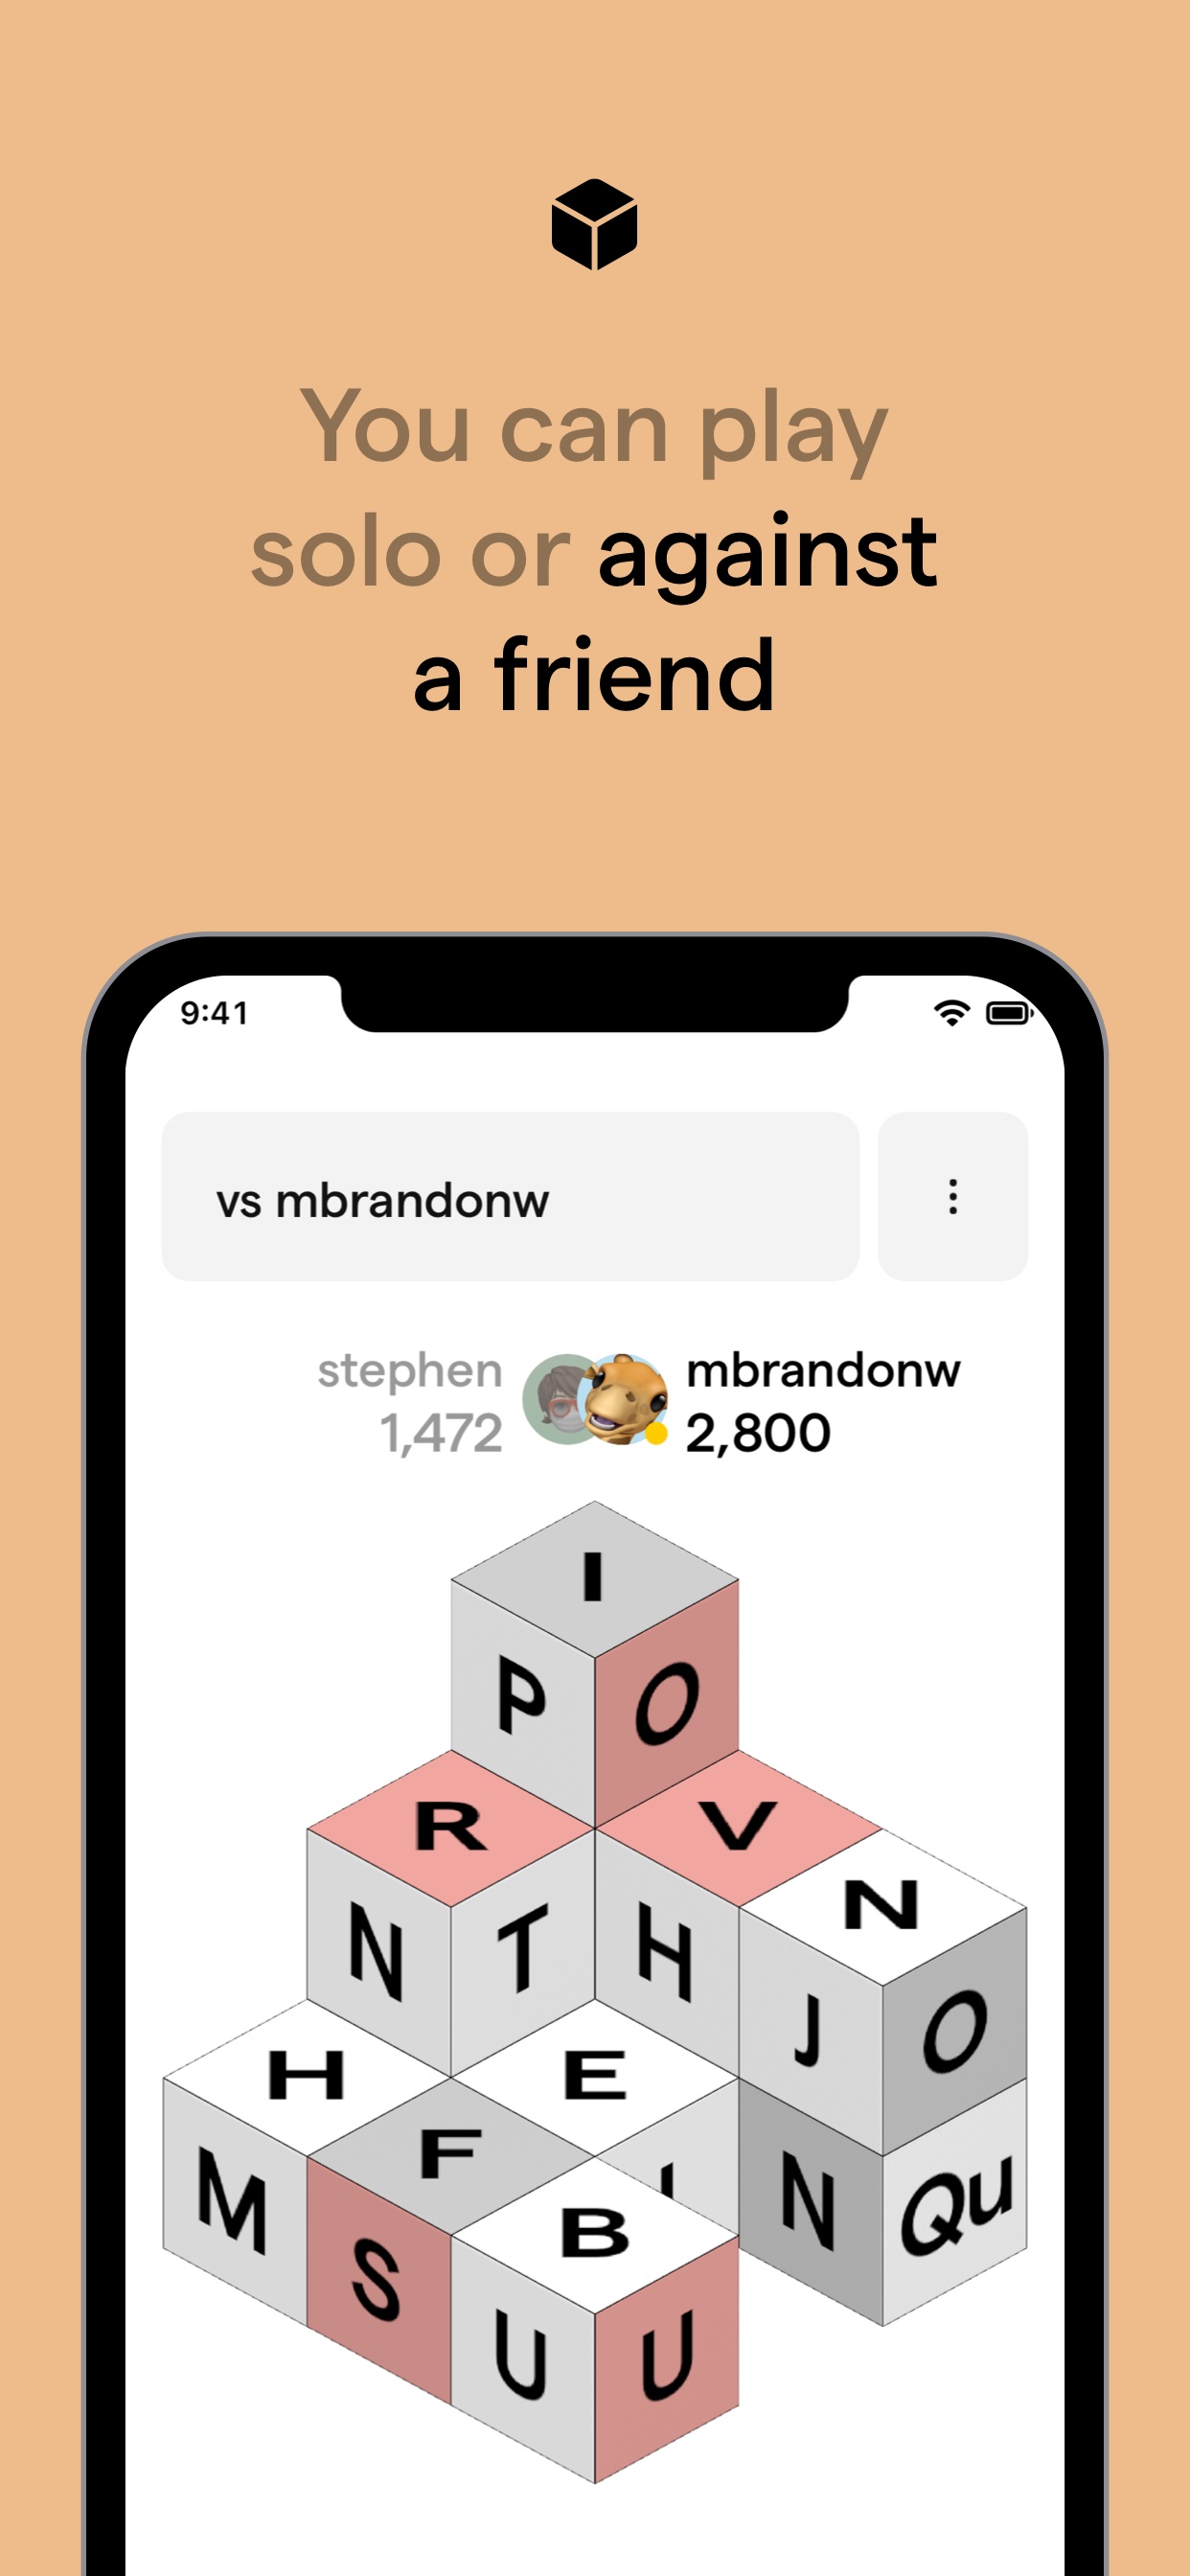 You can play
solo or against
a friend
9:41
vs mbrandonw
stephen
mbrandonw
1,472
2,800
I
P O
R V
N
N T H
J O
H E
F
M N Qu
S B
U U